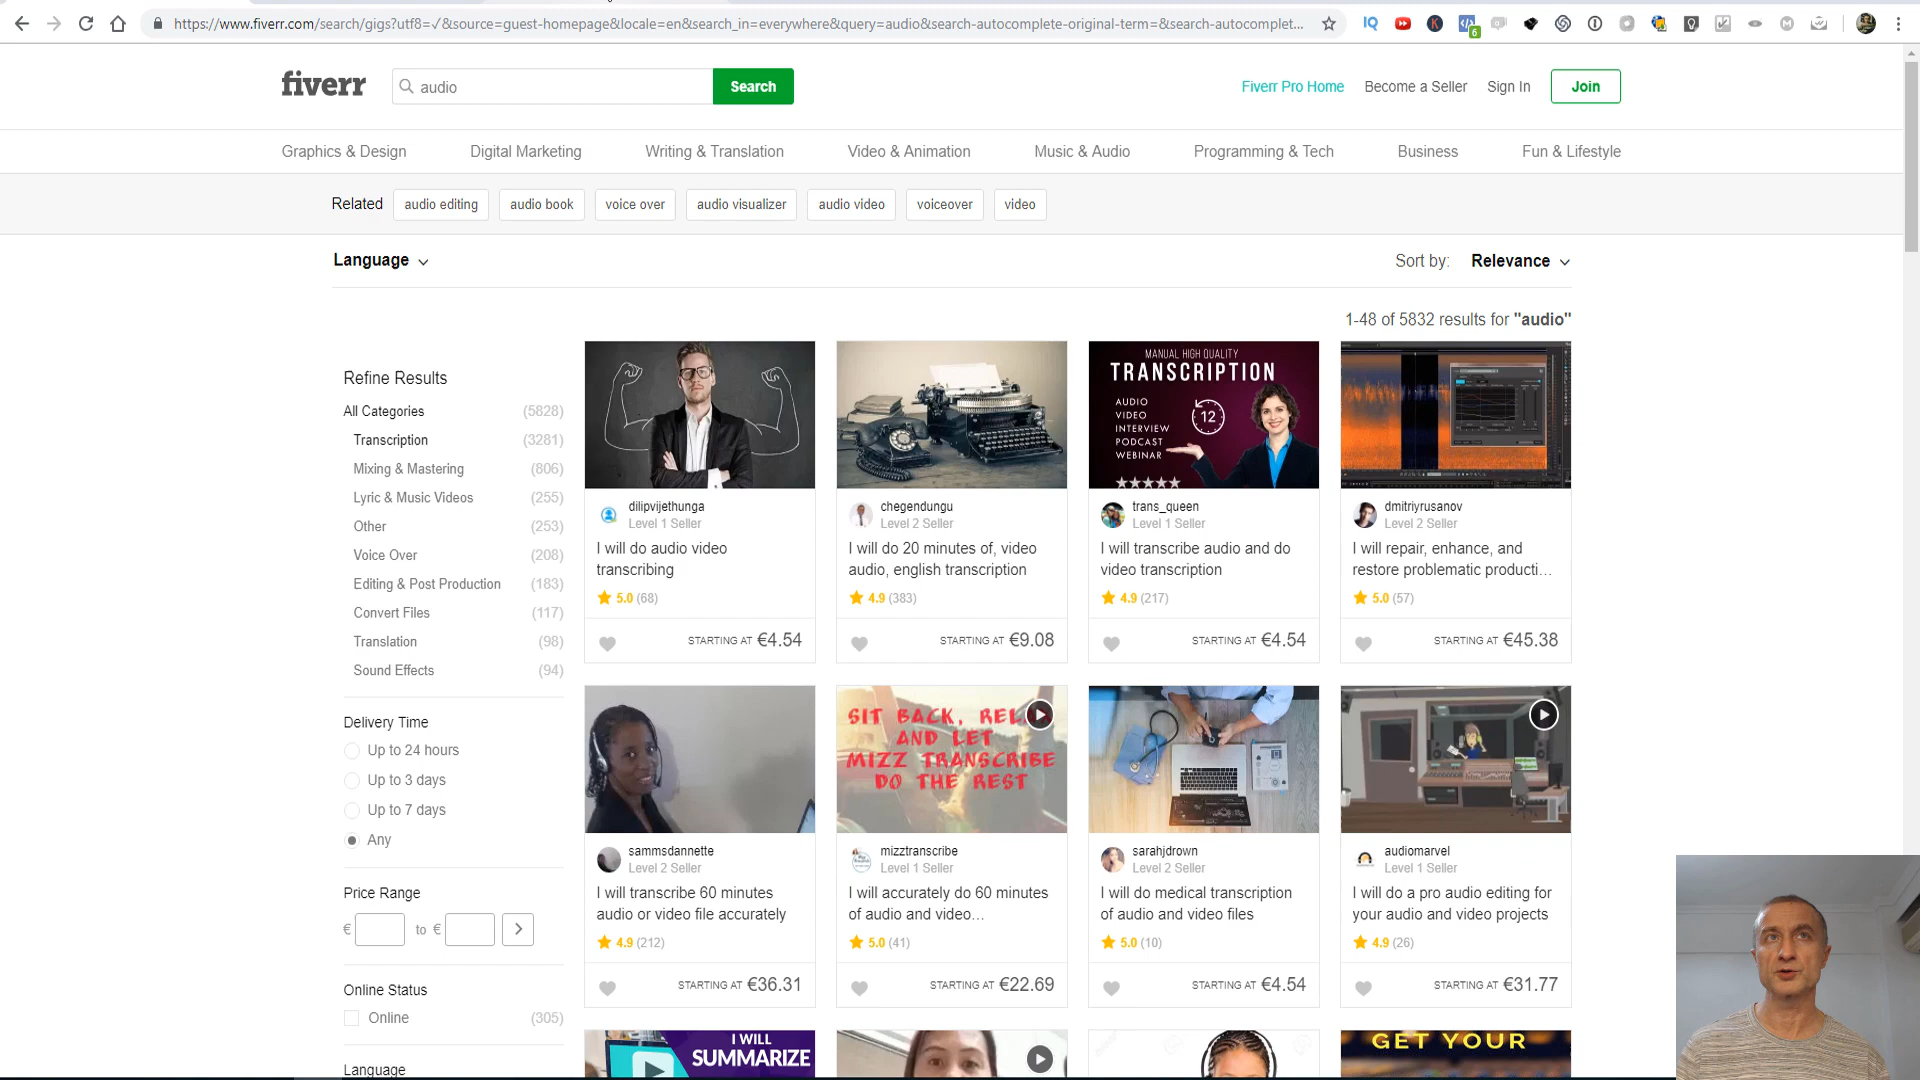 https://www.fiverr.com/search/gigs?utf8=✓&source=guest-homepage&locale=en&search_in=everywhere&query=audio&search-autocomplete-original-term=&search-autocomplet...
fiverr
audio
Search
Fiverr Pro Home
Become a Seller
Sign In
Join
Graphics & Design
Digital Marketing
Writing & Translation
Video & Animation
Music & Audio
Programming & Tech
Business
Fun & Lifestyle
Related
audio editing
audio book
voice over
audio visualizer
audio video
voiceover
video
Language
Sort by:
Relevance
1-48 of 5832 results for "audio"
Refine Results
All Categories (5828)
Transcription (3281)
Mixing & Mastering (806)
Lyric & Music Videos (255)
Other (253)
Voice Over (208)
Editing & Post Production (183)
Convert Files (117)
Translation (98)
Sound Effects (94)
Delivery Time
Up to 24 hours
Up to 3 days
Up to 7 days
Any
Price Range
€ to €
Online Status
Online (305)
Language
dilipvijethunga
Level 1 Seller
I will do audio video
transcribing
5.0 (68)
STARTING AT €4.54
chegendungu
Level 2 Seller
I will do 20 minutes of, video
audio, english transcription
4.9 (383)
STARTING AT €9.08
MANUAL HIGH QUALITY
TRANSCRIPTION
AUDIO
VIDEO
INTERVIEW
PODCAST
WEBINAR
12
trans_queen
Level 1 Seller
I will transcribe audio and do
video transcription
4.9 (217)
STARTING AT €4.54
dmitriyrusanov
Level 2 Seller
I will repair, enhance, and
restore problematic producti...
5.0 (57)
STARTING AT €45.38
sammsdannette
Level 2 Seller
I will transcribe 60 minutes
audio or video file accurately
4.9 (212)
STARTING AT €36.31
SIT BACK, REL
AND LET
MIZZ TRANSCRIBE
DO THE REST
mizztranscribe
Level 1 Seller
I will accurately do 60 minutes
of audio and video...
5.0 (41)
STARTING AT €22.69
sarahjdrown
Level 2 Seller
I will do medical transcription
of audio and video files
5.0 (10)
STARTING AT €4.54
audiomarvel
Level 1 Seller
I will do a pro audio editing for
your audio and video projects
4.9 (26)
STARTING AT €31.77
I WILL
SUMMARIZE
GET YOUR